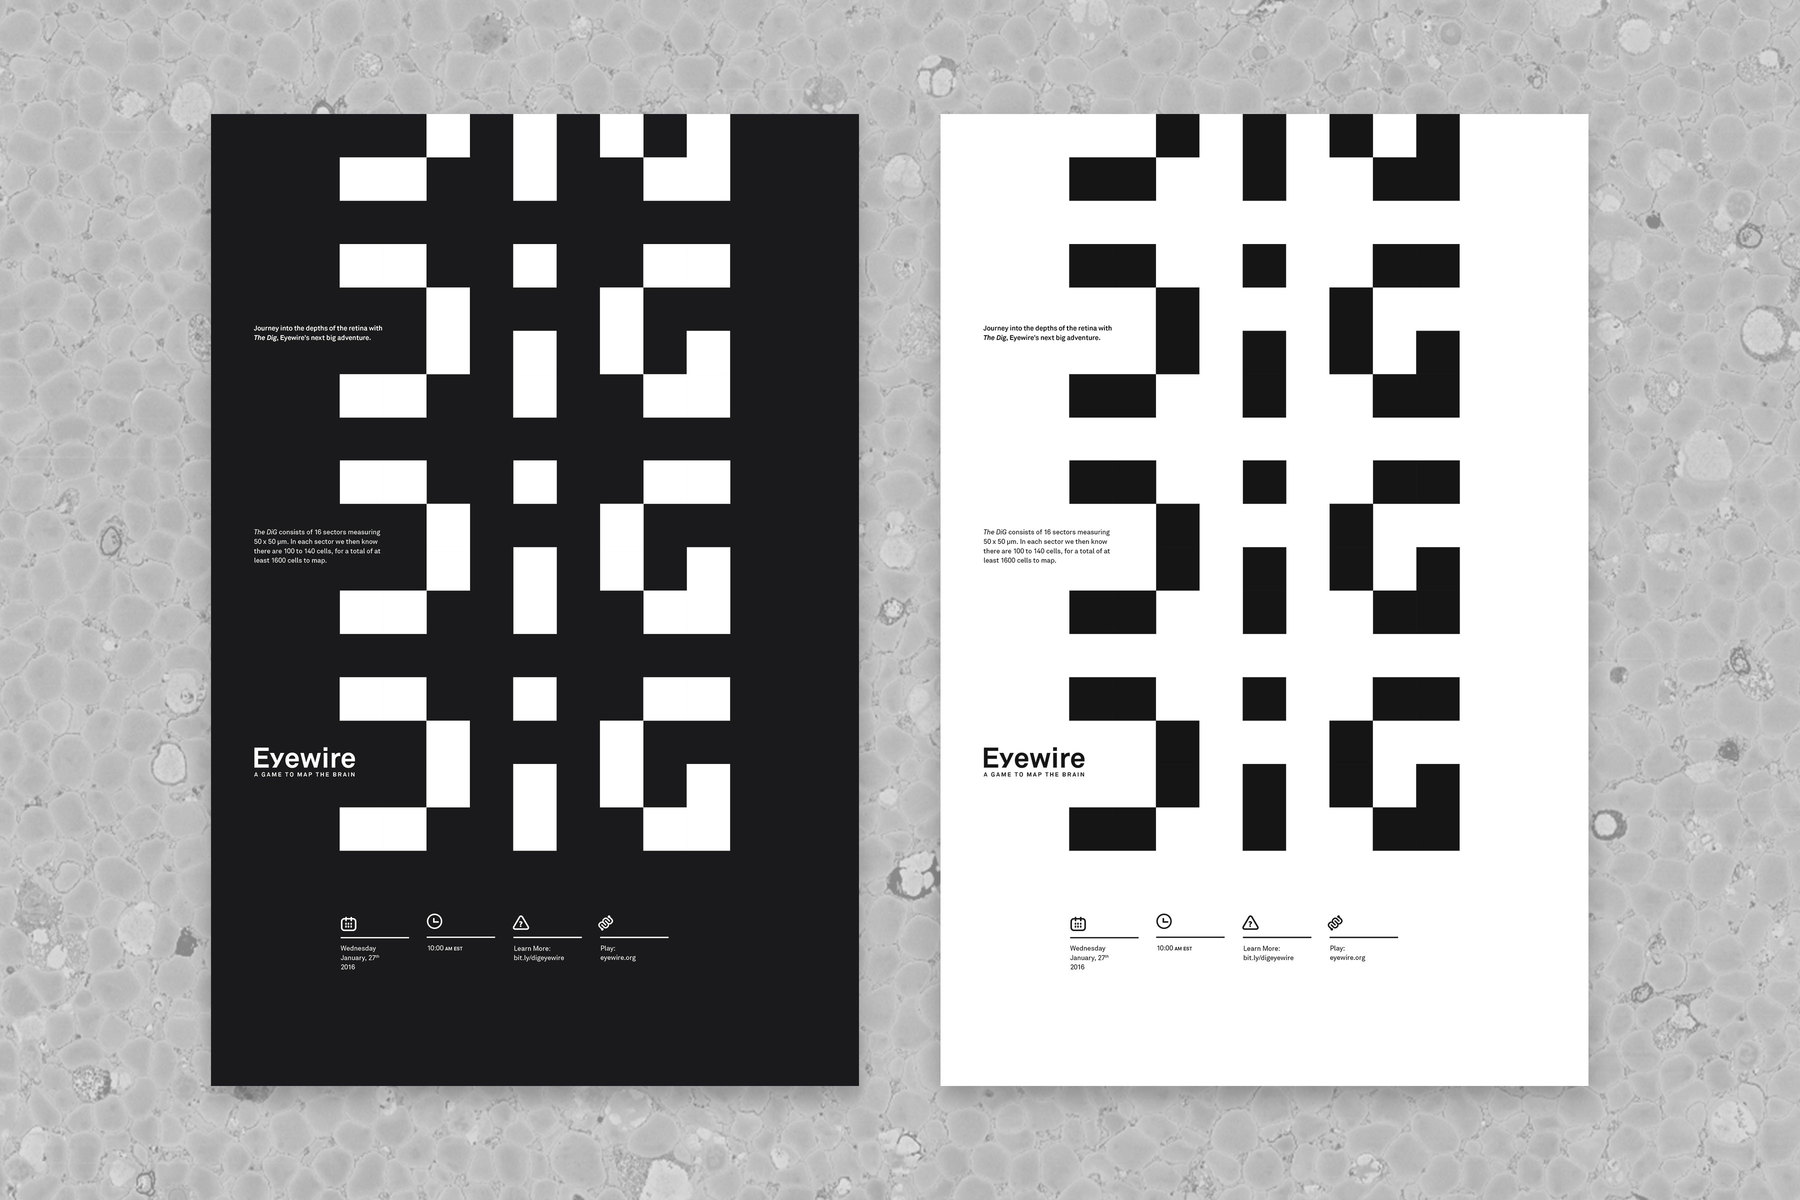 DiG
DiG
DiG
DiG
Journey into the depths of the retina with
The Dig, Eyewire's next big adventure.
The DiG consists of 16 sectors measuring
50 x 50 µm. In each sector we then know
there are 100 to 140 cells, for a total of at
least 1600 cells to map.
Eyewire
A GAME TO MAP THE BRAIN
Wednesday
January, 27th
2016
10:00 AM EST
Learn More:
bit.ly/digeyewire
Play:
eyewire.org
DiG
DiG
DiG
DiG
Journey into the depths of the retina with
The Dig, Eyewire's next big adventure.
The DiG consists of 16 sectors measuring
50 x 50 µm. In each sector we then know
there are 100 to 140 cells, for a total of at
least 1600 cells to map.
Eyewire
A GAME TO MAP THE BRAIN
Wednesday
January, 27th
2016
10:00 AM EST
Learn More:
bit.ly/digeyewire
Play:
eyewire.org